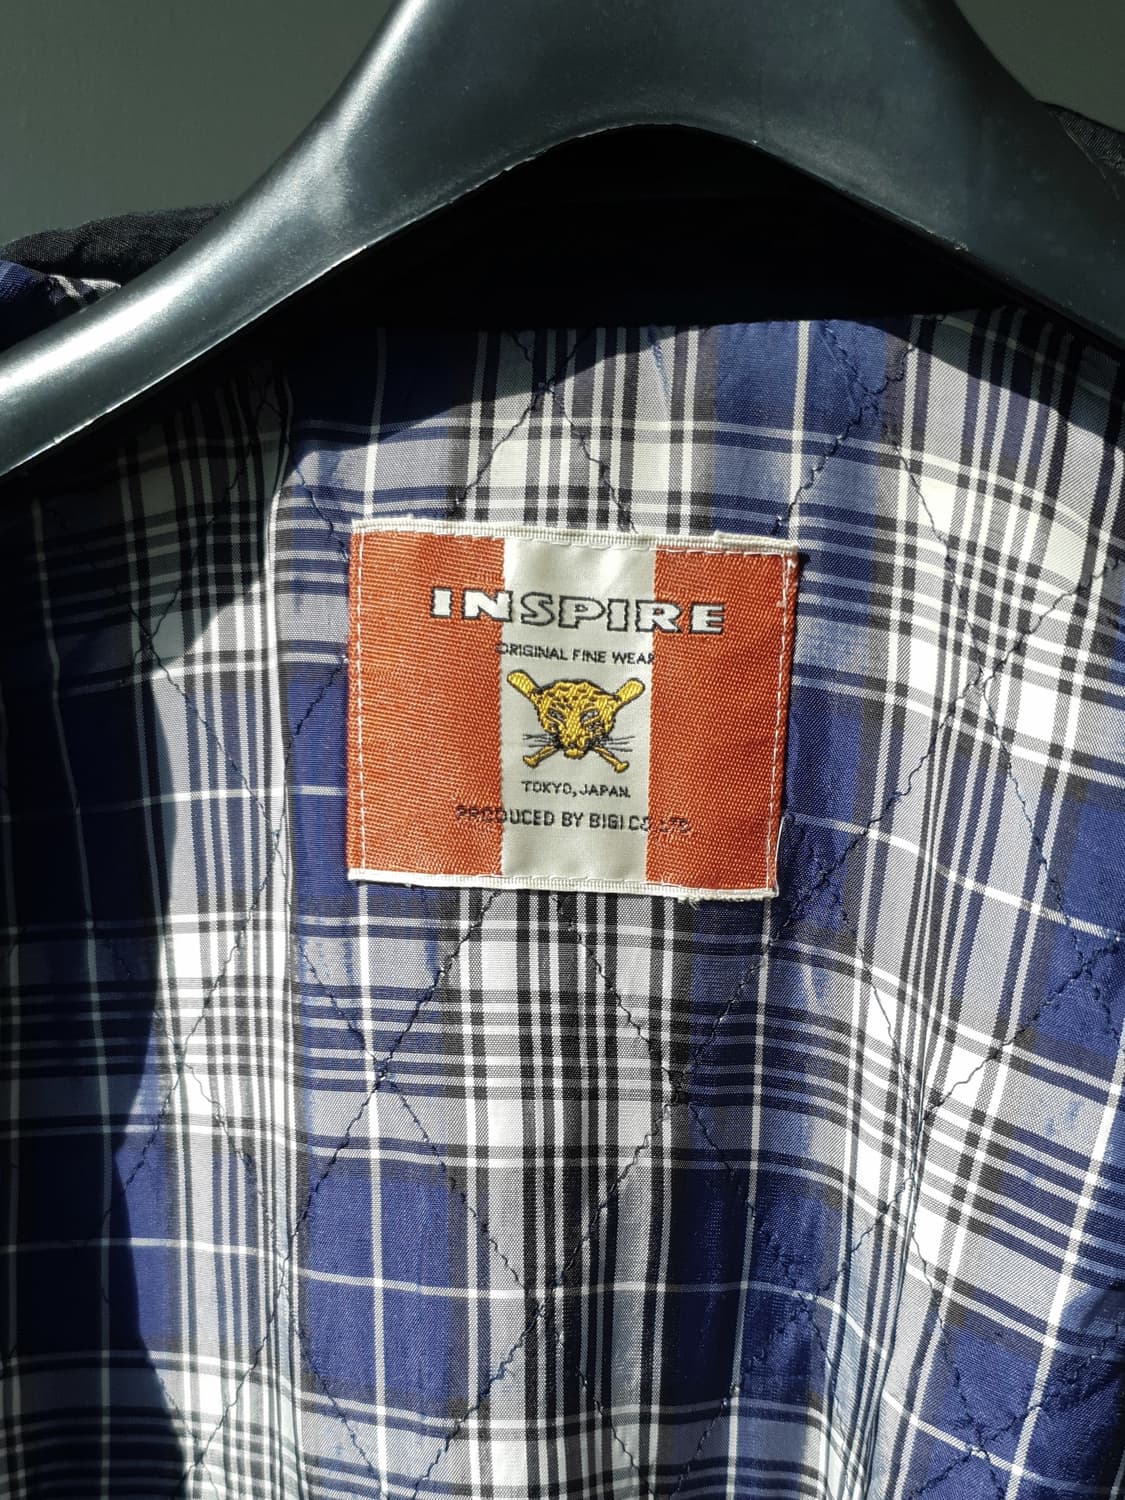 INSPIRE
ORIGINAL FINE WEAR
TOKYO, JAPAN.
PRODUCED BY BIGI CO.,LTD